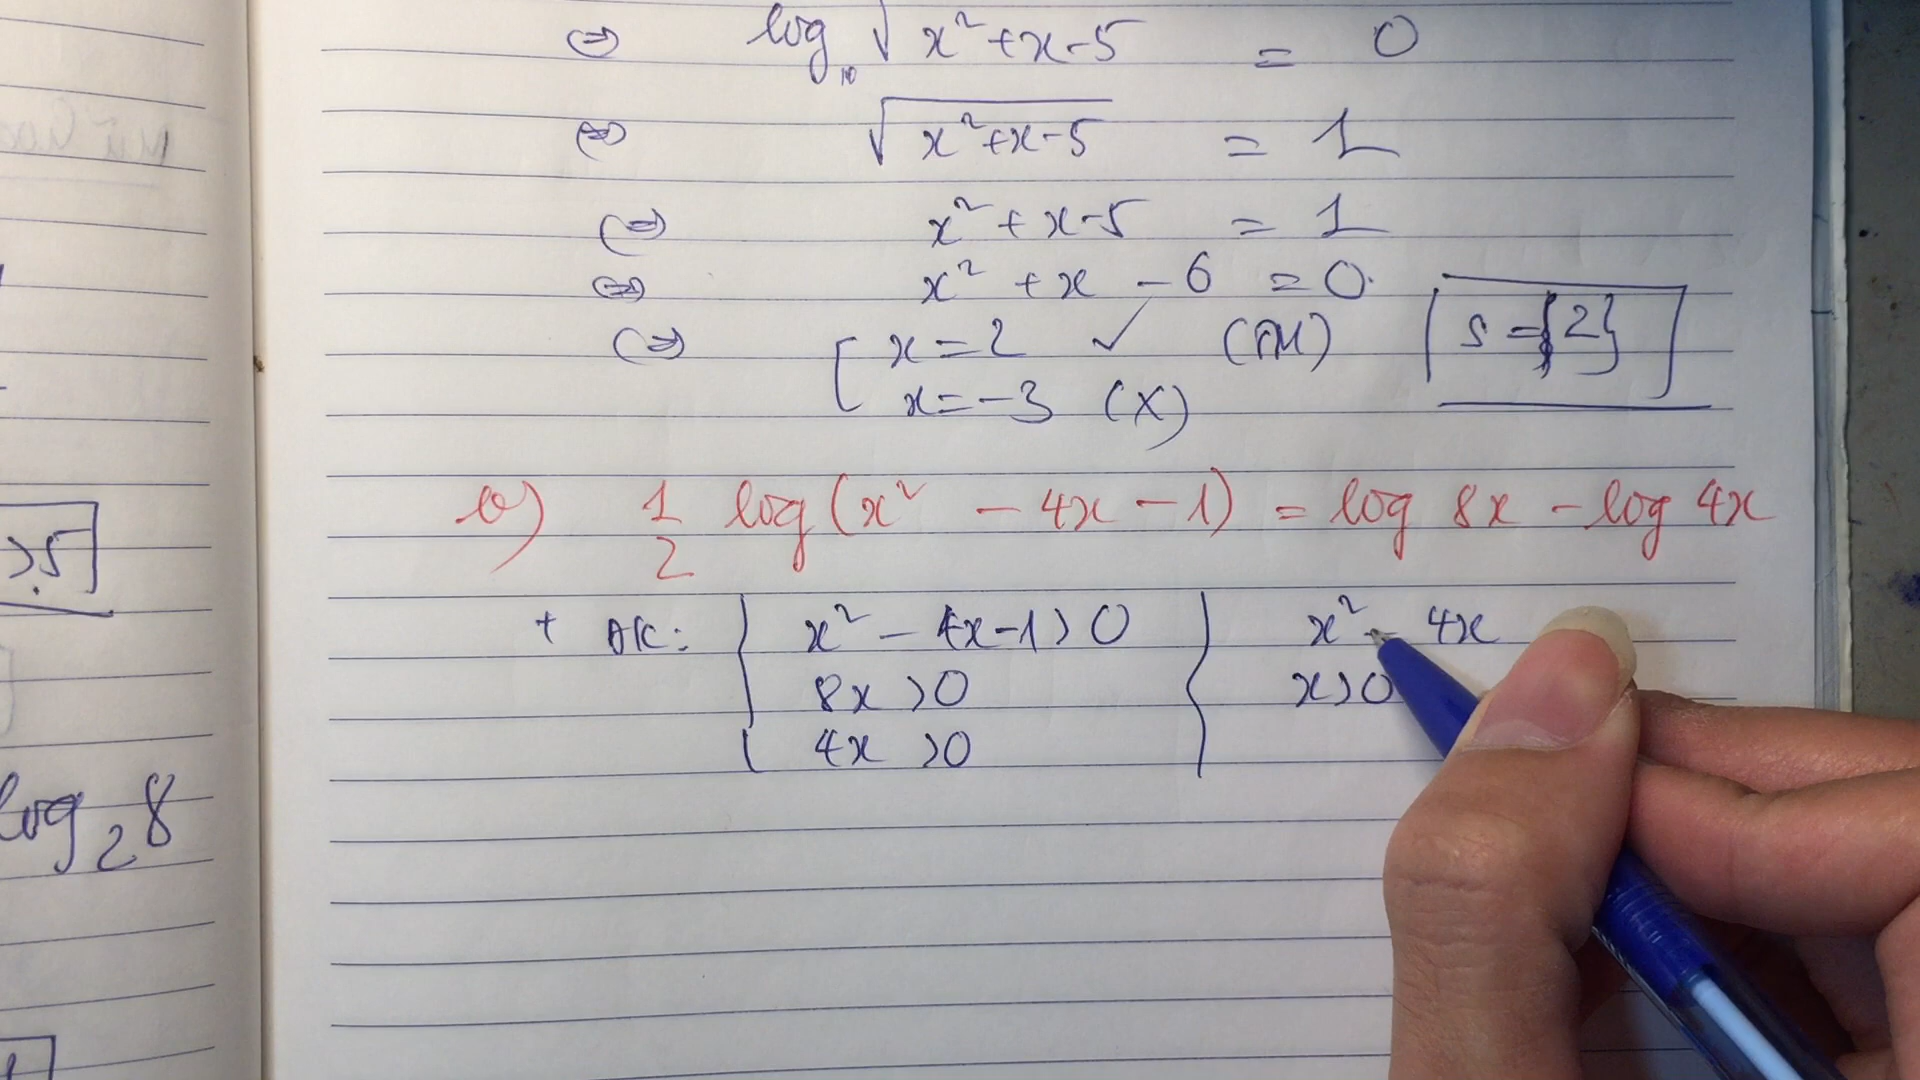 >5
log₂8
⇔ log₁₀ √x²+x-5 = 0
⇔ √x²+x-5 = 1
⇔ x²+x-5 = 1
⇔ x²+x-6 = 0
⇔ [ x=2 ✓ (TM) S={2}
x=-3 (X)
b) 1/2 log(x² - 4x - 1) = log 8x - log 4x
+ ĐK: { x² - 4x - 1 > 0 { x² - 4x
8x > 0 x > 0
4x > 0